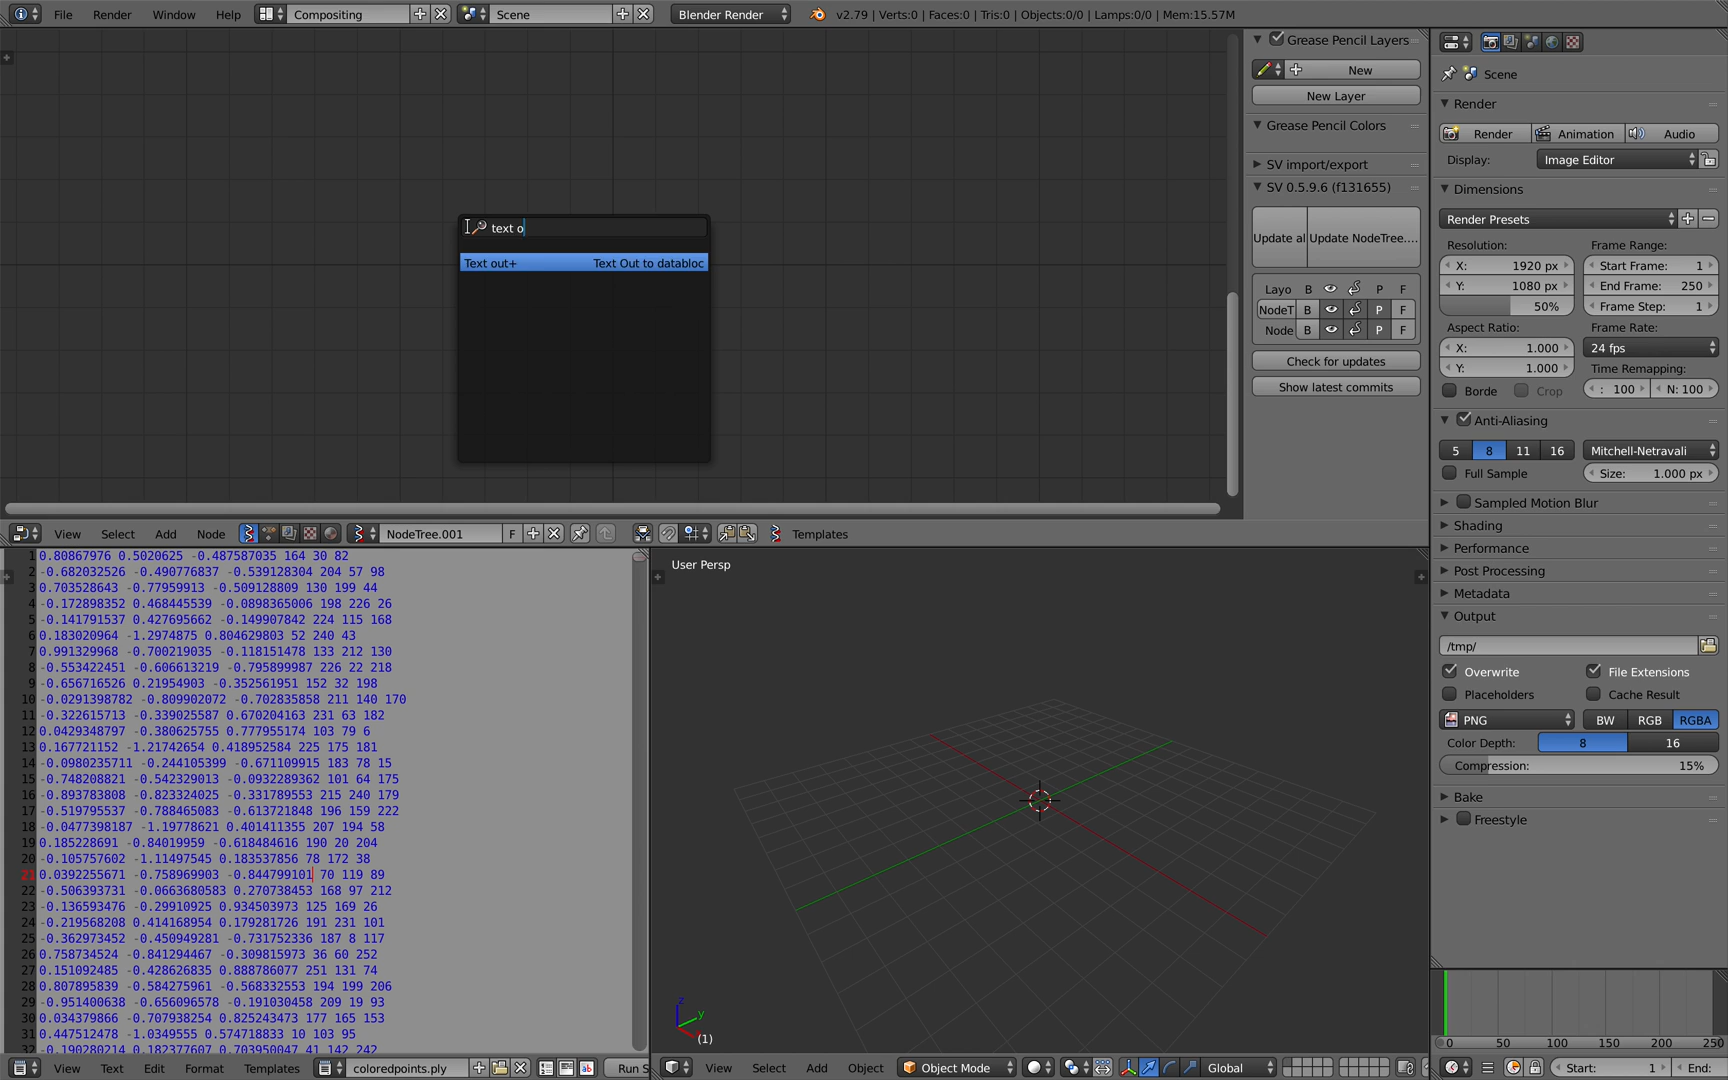 File Render Window Help Compositing Scene Blender Render v2.79 | Verts:0 | Faces:0 | Tris:0 | Objects:0/0 | Lamps:0/0 | Mem:15.57M
text o
Text out+ Text Out to databloc
Grease Pencil Layers
New
New Layer
Grease Pencil Colors
SV import/export
SV 0.5.9.6 (f131655)
Update al Update NodeTree....
Layo B P F
NodeT B P F
Node B P F
Check for updates
Show latest commits
View Select Add Node NodeTree.001 F Templates
1 0.80867976 0.5020625 -0.487587035 164 30 82
2 -0.682032526 -0.490776837 -0.539128304 204 57 98
3 0.703528643 -0.77959913 -0.509128809 130 199 44
4 -0.172898352 0.468445539 -0.0898365006 198 226 26
5 -0.141791537 0.427695662 -0.149907842 224 115 168
6 0.183020964 -1.2974875 0.804629803 52 240 43
7 0.991329968 -0.700219035 -0.118151478 133 212 130
8 -0.553422451 -0.606613219 -0.795899987 226 22 218
9 -0.656716526 0.21954903 -0.352561951 152 32 198
10 -0.0291398782 -0.809902072 -0.702835858 211 140 170
11 -0.322615713 -0.339025587 0.670204163 231 63 182
12 0.0429348797 -0.380625755 0.777955174 103 79 6
13 0.167721152 -1.21742654 0.418952584 225 175 181
14 -0.0980235711 -0.244105399 -0.671109915 183 78 15
15 -0.748208821 -0.542329013 -0.0932289362 101 64 175
16 -0.893783808 -0.823324025 -0.331789553 215 240 179
17 -0.519795537 -0.788465083 -0.613721848 196 159 222
18 -0.0477398187 -1.19778621 0.401411355 207 194 58
19 0.185228691 -0.84019959 -0.618484616 190 20 204
20 -0.105757602 -1.11497545 0.183537856 78 172 38
21 0.0392255671 -0.758969903 -0.844799101 70 119 89
22 -0.506393731 -0.0663680583 0.270738453 168 97 212
23 -0.136593476 -0.29910925 0.934503973 125 169 26
24 -0.219568208 0.414168954 0.179281726 191 231 101
25 -0.362973452 -0.450949281 -0.731752336 187 8 117
26 0.758734524 -0.841294467 -0.309815973 36 60 252
27 0.151092485 -0.428626835 0.888786077 251 131 74
28 0.807895839 -0.584275961 -0.568332553 194 199 206
29 -0.951400638 -0.656096578 -0.191030458 209 19 93
30 0.034379866 -0.707938254 0.825243473 177 165 153
31 0.447512478 -1.0349555 0.574718833 10 103 95
32 -0.190280214 0.182377607 0.703950047 41 142 242
View Text Edit Format Templates coloredpoints.ply Run S
User Persp
z
y
(1)
View Select Add Object Object Mode Global
Scene
Render
Render Animation Audio
Display: Image Editor
Dimensions
Render Presets
Resolution: Frame Range:
X: 1920 px Start Frame: 1
Y: 1080 px End Frame: 250
50% Frame Step: 1
Aspect Ratio: Frame Rate:
X: 1.000 24 fps
Y: 1.000 Time Remapping:
Borde Crop : 100 N: 100
Anti-Aliasing
5 8 11 16 Mitchell-Netravali
Full Sample Size: 1.000 px
Sampled Motion Blur
Shading
Performance
Post Processing
Metadata
Output
/tmp/
Overwrite File Extensions
Placeholders Cache Result
PNG BW RGB RGBA
Color Depth: 8 16
Compression: 15%
Bake
Freestyle
0 50 100 150 200 250
Start: 1 End: